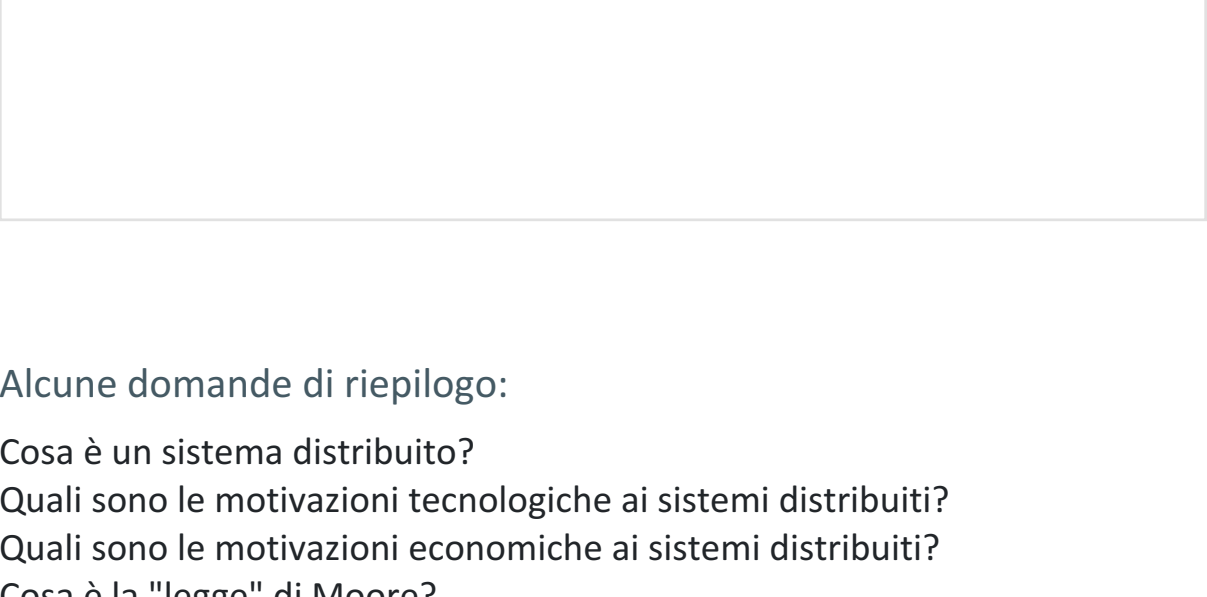 Alcune domande di riepilogo:
Cosa è un sistema distribuito?
Quali sono le motivazioni tecnologiche ai sistemi distribuiti?
Quali sono le motivazioni economiche ai sistemi distribuiti?
Cosa è la "legge" di Moore?